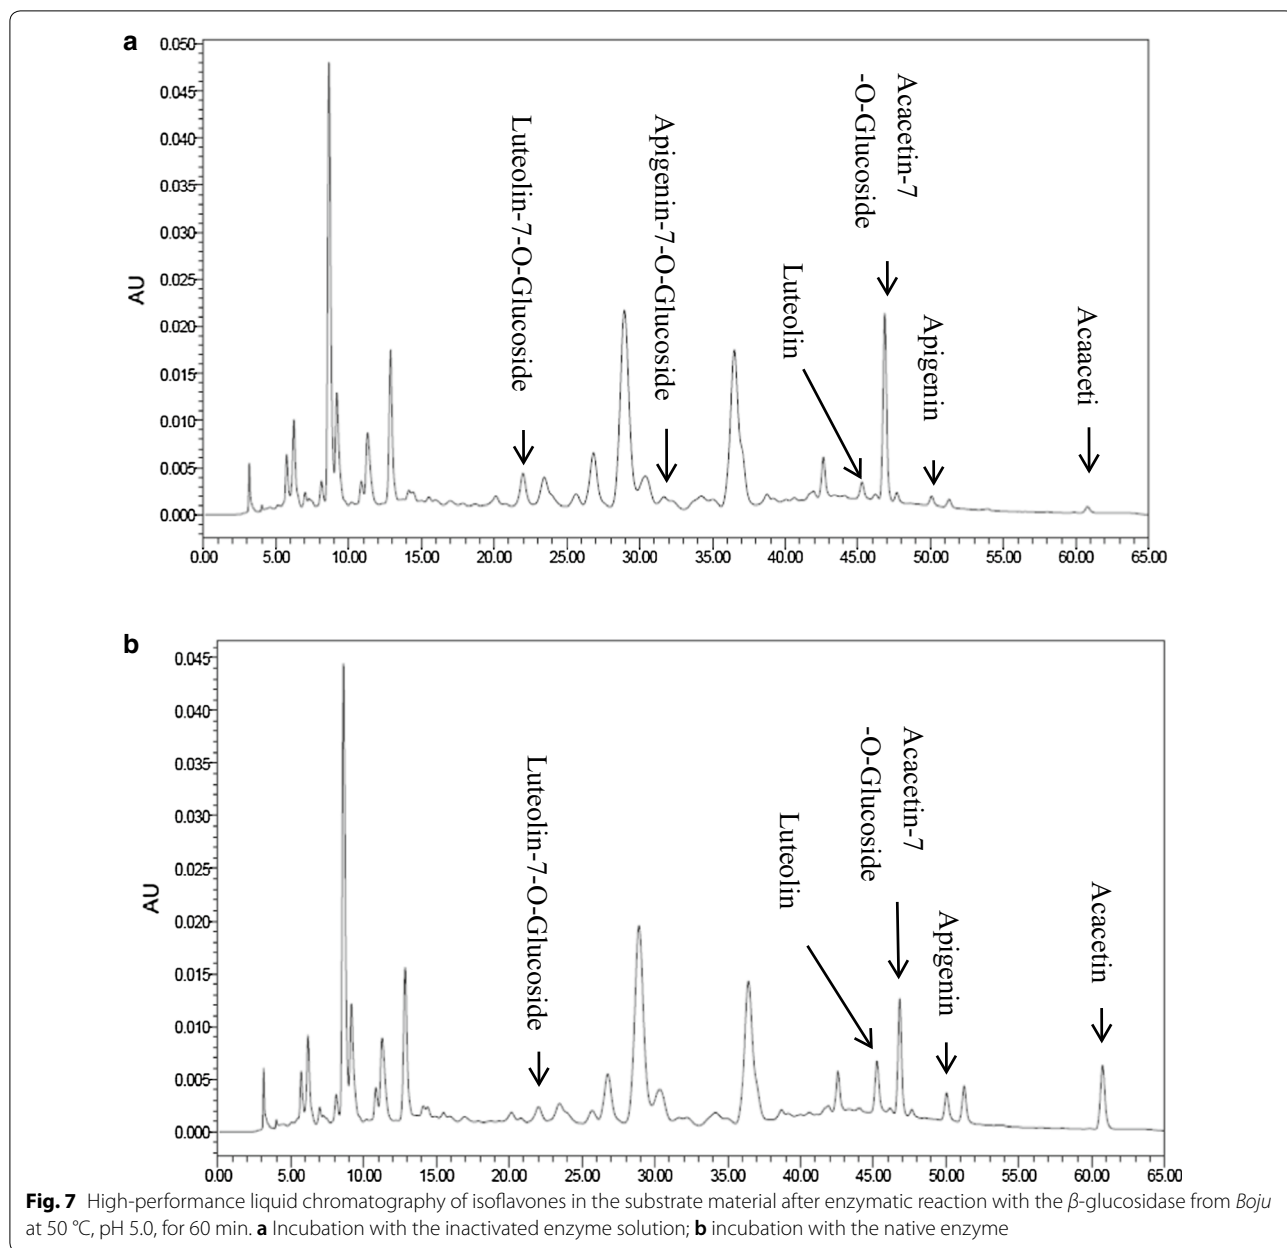 a
0.050
0.045
0.040
0.035
0.030
0.025
0.020
0.015
0.010
0.005
0.000
AU
Luteolin-7-O-Glucoside
Apigenin-7-O-Glucoside
Luteolin
Acacetin-7
-O-Glucoside
Apigenin
Acaaceti
0.00 5.00 10.00 15.00 20.00 25.00 30.00 35.00 40.00 45.00 50.00 55.00 60.00 65.00
b
0.045
0.040
0.035
0.030
0.025
0.020
0.015
0.010
0.005
0.000
AU
Luteolin-7-O-Glucoside
Luteolin
Acacetin-7
-O-Glucoside
Apigenin
Acacetin
0.00 5.00 10.00 15.00 20.00 25.00 30.00 35.00 40.00 45.00 50.00 55.00 60.00 65.00
Fig. 7 High-performance liquid chromatography of isoflavones in the substrate material after enzymatic reaction with the β-glucosidase from Boju
at 50 °C, pH 5.0, for 60 min. a Incubation with the inactivated enzyme solution; b incubation with the native enzyme